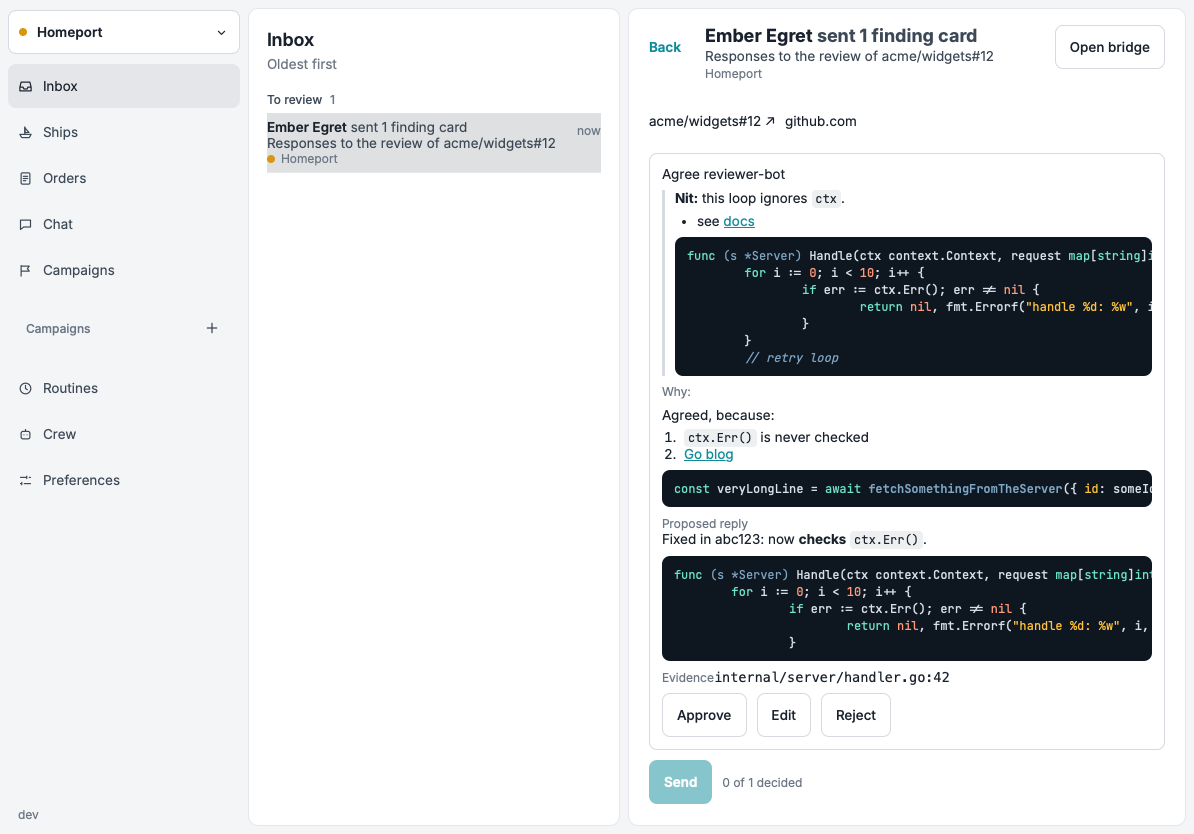 Homeport
Inbox
Ships
Orders
Chat
Campaigns
Campaigns
Routines
Crew
Preferences
dev
Inbox
Oldest first
To review 1
Ember Egret sent 1 finding card
now
Responses to the review of acme/widgets#12
Homeport
Back
Ember Egret sent 1 finding card
Responses to the review of acme/widgets#12
Homeport
Open bridge
acme/widgets#12 ↗ github.com
Agree reviewer-bot
Nit: this loop ignores ctx.
• see docs
func (s *Server) Handle(ctx context.Context, request map[string]i
for i := 0; i < 10; i++ {
if err := ctx.Err(); err != nil {
return nil, fmt.Errorf("handle %d: %w", i
}
}
// retry loop
Why:
Agreed, because:
1. ctx.Err() is never checked
2. Go blog
const veryLongLine = await fetchSomethingFromTheServer({ id: someId
Proposed reply
Fixed in abc123: now checks ctx.Err().
func (s *Server) Handle(ctx context.Context, request map[string]int
for i := 0; i < 10; i++ {
if err := ctx.Err(); err != nil {
return nil, fmt.Errorf("handle %d: %w", i,
}
Evidence internal/server/handler.go:42
Approve
Edit
Reject
Send
0 of 1 decided